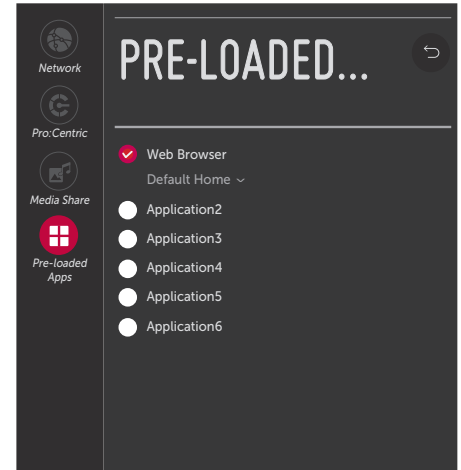 Network
Pro:Centric
Media Share
Pre-loaded
Apps
PRE-LOADED...
Web Browser
Default Home
Application2
Application3
Application4
Application5
Application6